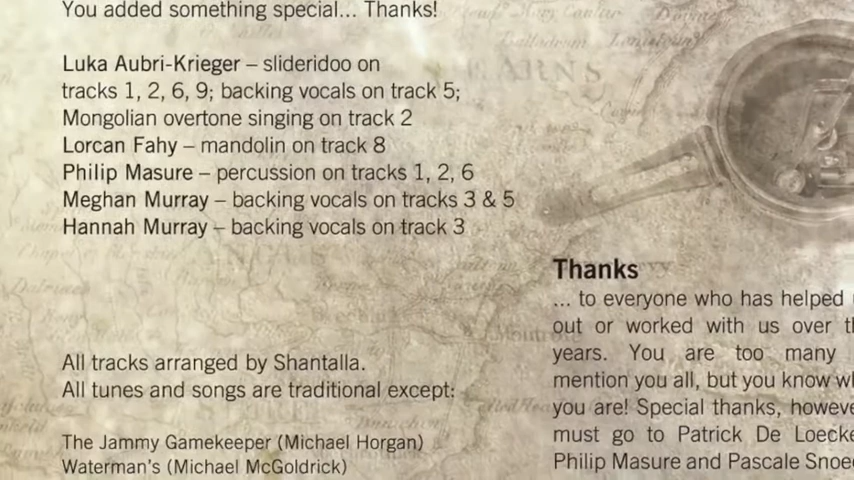 You added something special... Thanks!
Luka Aubri-Krieger – slideridoo on
tracks 1, 2, 6, 9; backing vocals on track 5;
Mongolian overtone singing on track 2
Lorcan Fahy – mandolin on track 8
Philip Masure – percussion on tracks 1, 2, 6
Meghan Murray – backing vocals on tracks 3 & 5
Hannah Murray – backing vocals on track 3
All tracks arranged by Shantalla.
All tunes and songs are traditional except:
The Jammy Gamekeeper (Michael Horgan)
Waterman's (Michael McGoldrick)
Thanks
... to everyone who has helped
out or worked with us over
years. You are too many
mention you all, but you know
you are! Special thanks,
must go to Patrick De
Philip Masure and Pascale